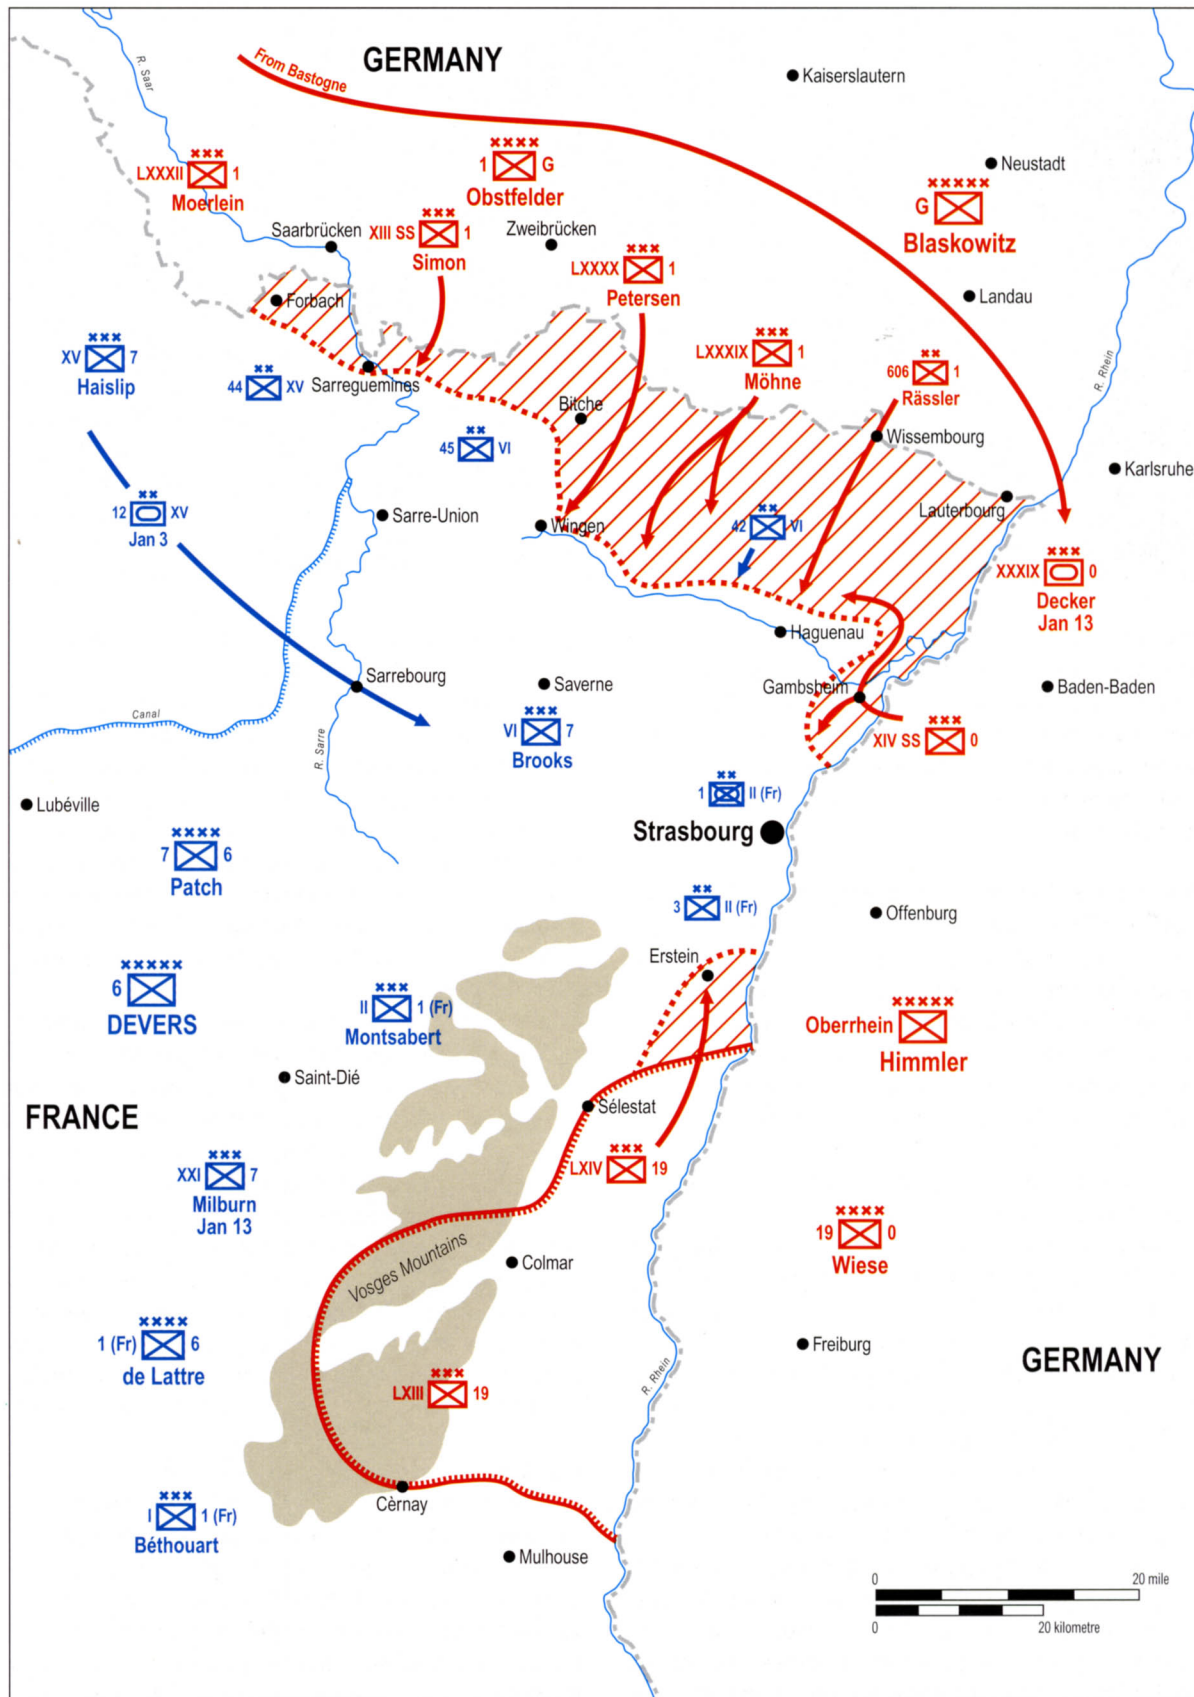 GERMANY
From Bastogne
R. Saar
Kaiserslautern
Neustadt
LXXXII 1
Moerlein
1 G
Obstfelder
G
Blaskowitz
XIII SS 1
Simon
Saarbrücken
Zweibrücken
LXXXX 1
Petersen
Landau
Forbach
XV 7
Haislip
44 XV
Sarreguemines
LXXXIX 1
Möhne
606 1
Rässler
R. Rhein
Bitche
45 VI
Wissembourg
Karlsruhe
12 XV
Jan 3
Sarre-Union
Wingen
42 VI
Lauterbourg
XXXIX 0
Decker
Jan 13
Haguenau
Sarrebourg
Saverne
Gambsheim
Baden-Baden
Canal
R. Sarre
VI 7
Brooks
XIV SS 0
Lubéville
1 II (Fr)
Strasbourg
7 6
Patch
3 II (Fr)
Offenburg
Erstein
6
DEVERS
II 1 (Fr)
Montsabert
Oberrhein
Himmler
Saint-Dié
FRANCE
Sélestat
XXI 7
Milburn
Jan 13
LXIV 19
19 0
Wiese
Vosges Mountains
Colmar
1 (Fr) 6
de Lattre
Freiburg
GERMANY
R. Rhein
LXIII 19
Cèrnay
I 1 (Fr)
Béthouart
Mulhouse
0 20 mile
0 20 kilometre